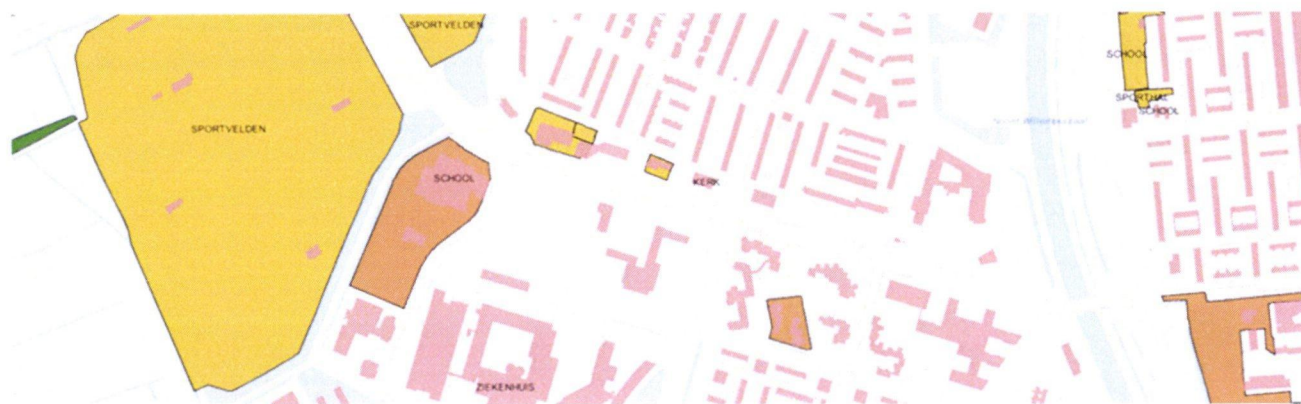 SPORTVELDEN
SCHOOL
SPORTHAL
SCHOOL
SPORTVELDEN
SCHOOL
KERK
ZIEKENHUIS